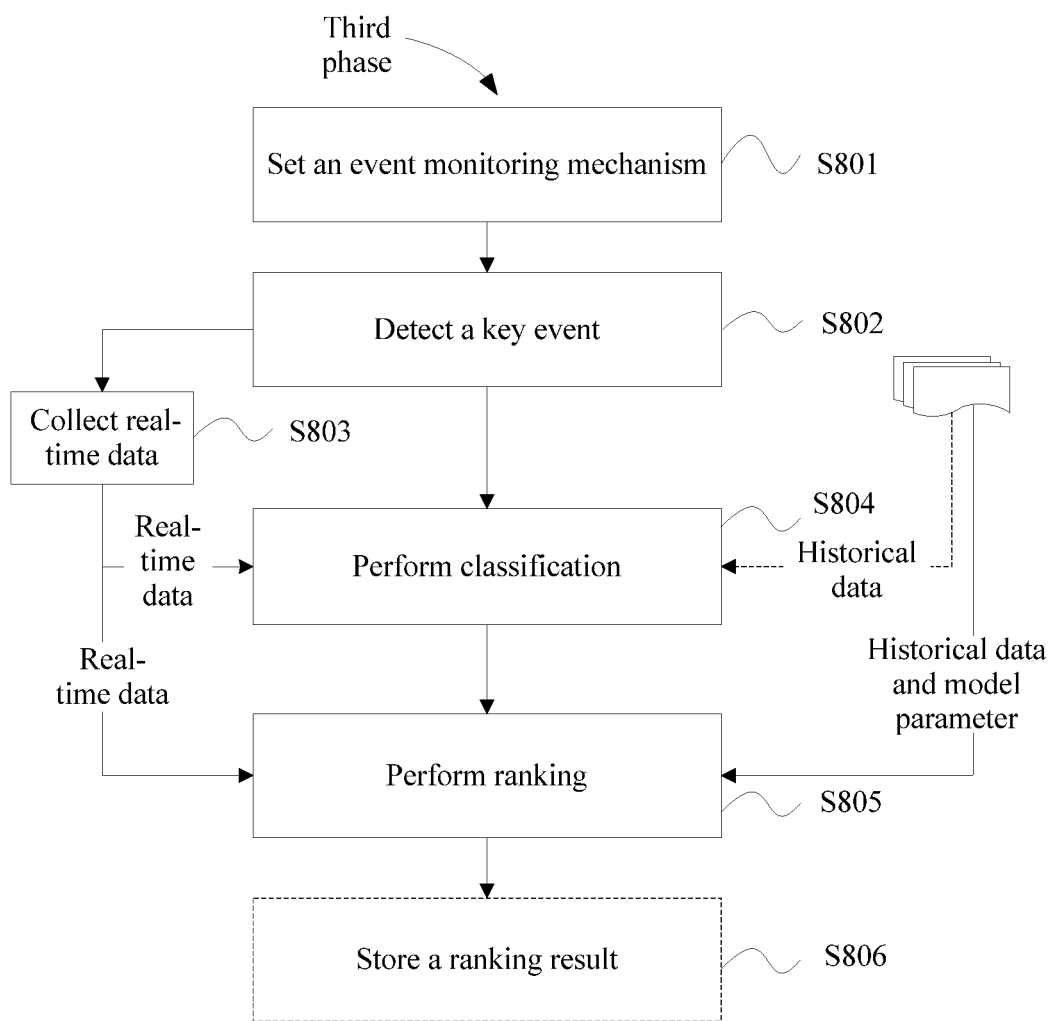 Third
phase
Set an event monitoring mechanism
S801
Detect a key event
S802
Collect real-
time data
S803
S804
Real-
time
data
Perform classification
Historical
data
Real-
time data
Historical data
and model
parameter
Perform ranking
S805
Store a ranking result
S806